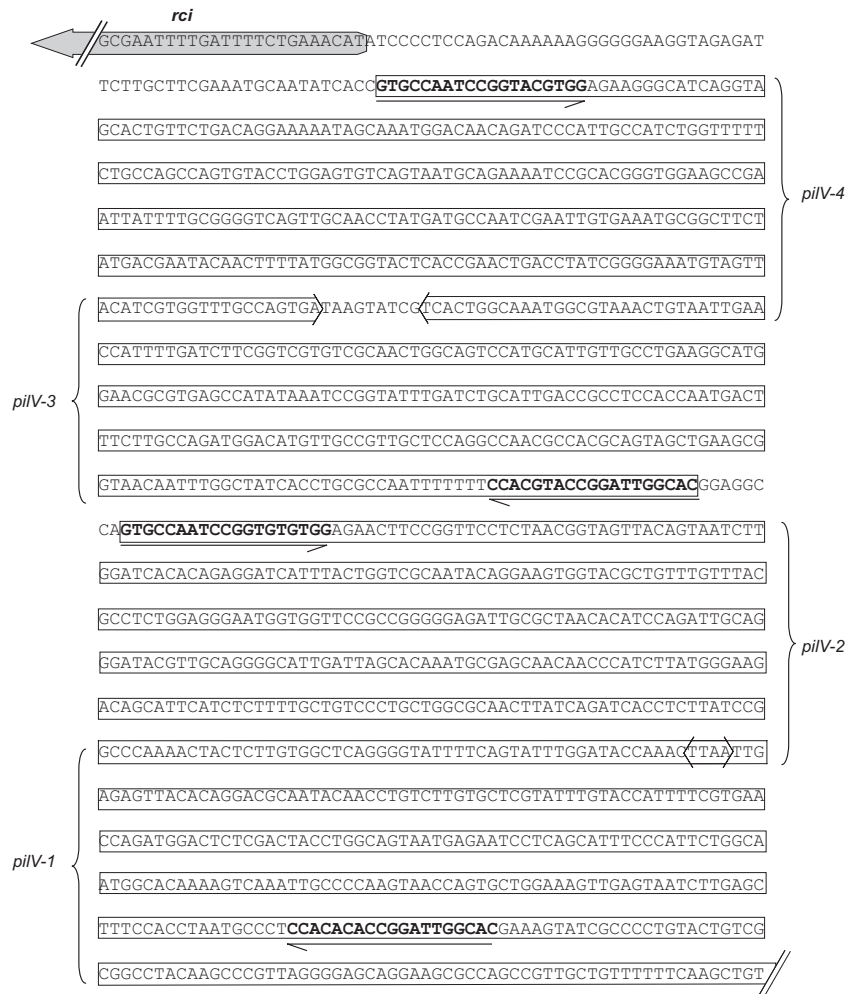 rci
GCGAATTTTGATTTTCTGAAACATATCCCCTCCAGACAAAAAAGGGGGGAAGGTAGAGAT
TCTTGCTTCGAAATGCAATATCACCGTGCCAATCCGGTACGTGGAGAAGGGCATCAGGTA
GCACTGTTCTGACAGGAAAAATAGCAAATGGACAACAGATCCCATTGCCATCTGGTTTTT
CTGCCAGCCAGTGTACCTGGAGTGTCAGTAATGCAGAAAATCCGCACGGGTGGAAGCCGA
pilV-4
ATTATTTTGCGGGGTCAGTTGCAACCTATGATGCCAATCGAATTGTGAAATGCGGCTTCT
ATGACGAATACAACTTTTATGGCGGTACTCACCGAACTGACCTATCGGGGAAATGTAGTT
ACATCGTGGTTTGCCAGTGATAAGTATCGTCACTGGCAAATGGCGTAAACTGTAATTGAA
CCATTTTGATCTTCGGTCGTGTCGCAACTGGCAGTCCATGCATTGTTGCCTGAAGGCATG
pilV-3
GAACGCGTGAGCCATATAAATCCGGTATTTGATCTGCATTGACCGCCTCCACCAATGACT
TTCTTGCCAGATGGACATGTTGCCGTTGCTCCAGGCCAACGCCACGCAGTAGCTGAAGCG
GTAACAATTTGGCTATCACCTGCGCCAATTTTTTTCCACGTACCGGATTGGCACGGAGGC
CAGTGCCAATCCGGTGTGTGGAGAACTTCCGGTTCCTCTAACGGTAGTTACAGTAATCTT
GGATCACACAGAGGATCATTTACTGGTCGCAATACAGGAAGTGGTACGCTGTTTGTTTAC
GCCTCTGGAGGGAATGGTGGTTCCGCCGGGGGAGATTGCGCTAACACATCCAGATTGCAG
pilV-2
GGATACGTTGCAGGGGCATTGATTAGCACAAATGCGAGCAACAACCCATCTTATGGGAAG
ACAGCATTCATCTCTTTTGCTGTCCCTGCTGGCGCAACTTATCAGATCACCTCTTATCCG
GCCCAAAACTACTCTTGTGGCTCAGGGGTATTTTCAGTATTTGGATACCAAACTTAATTG
AGAGTTACACAGGACGCAATACAACCTGTCTTGTGCTCGTATTTGTACCATTTTCGTGAA
CCAGATGGACTCTCGACTACCTGGCAGTAATGAGAATCCTCAGCATTTCCCATTCTGGCA
pilV-1
ATGGCACAAAAGTCAAATTGCCCCAAGTAACCAGTGCTGGAAAGTTGAGTAATCTTGAGC
TTTCCACCTAATGCCCTCCACACACCGGATTGGCACGAAAGTATCGCCCCTGTACTGTCG
CGGCCTACAAGCCCGTTAGGGGAGCAGGAAGCGCCAGCCGTTGCTGTTTTTTCAAGCTGT